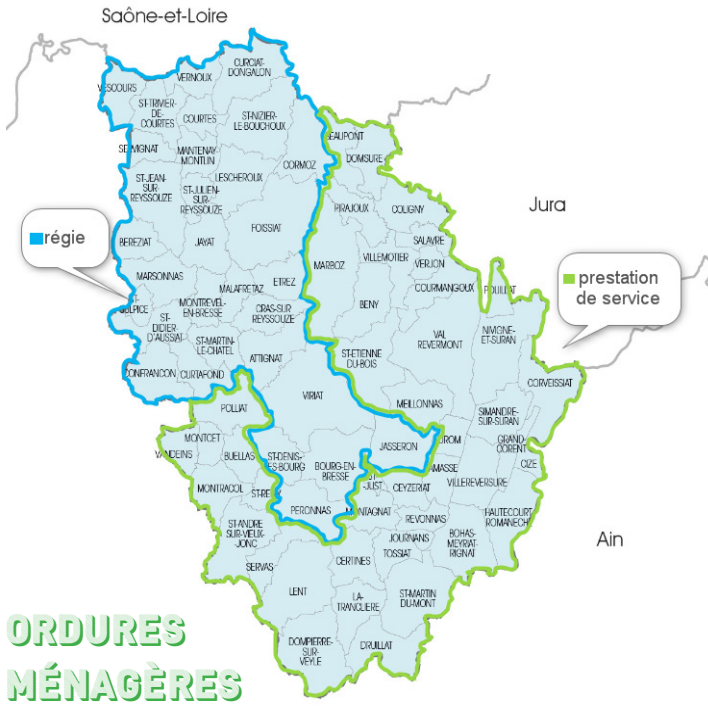 Saône-et-Loire
CURCIAT-
DONGALON
VERNOUX
VESCOURS
ST-TRIVIER-
DE-
COURTES
COURTES
ST-NIZIER-
LE-BOUCHOUX
BEAUPONT
DOMSURE
SERVIGNAT
MANTENAY-
MONTLIN
CORMOZ
LESCHEROUX
ST-JEAN-
SUR-
REYSSOUZE
ST-JULIEN-
SUR-
REYSSOUZE
PIRAJOUX
COLIGNY
Jura
régie
FOISSIAT
BEREZIAT
JAYAT
SALAVRE
VILLEMOTIER
VERJON
MARBOZ
MARSONNAS
ETREZ
MALAFRETAZ
COURMANGOUX
POUILLAT
prestation
de service
BENY
SULPICE
MONTREVEL-
EN-BRESSE
CRAS-SUR
REYSSOUZE
ST-
DIDIER
D'AUSSIAT
ST-MARTIN-
LE-CHATEL
VAL
REVERMONT
NIVIGNE-
ET-SURAN
ATTIGNAT
ST-ETIENNE
DU-BOIS
CONFRANCON
CURTAFOND
CORVEISSIAT
VIRIAT
MEILLONNAS
POLLIAT
SIMANDRE-
SUR-SURAN
MONTCET
JASSERON
DROM
GRAND-
CORENT
VANDEINS
BUELLAS
ST-DENIS-
LES-BOURG
BOURG-EN-
BRESSE
RAMASSE
CIZE
ST-
JUST
CEYZERIAT
VILLEREVERSURE
MONTRACOL
ST-RE
PERONNAS
MONTAGNAT
REVONNAS
HAUTECOURT
ROMANECHE
ST-ANDRE
SUR-VIEUX-
JONC
JOURNANS
BOHAS-
MEYRIAT-
RIGNAT
Ain
CERTINES
TOSSIAT
SERVAS
LENT
LA-
TRANCLIERE
ST-MARTIN
DU-MONT
DOMPIERRE-
SUR-
VEYLE
DRUILLAT
ORDURES
MÉNAGÈRES